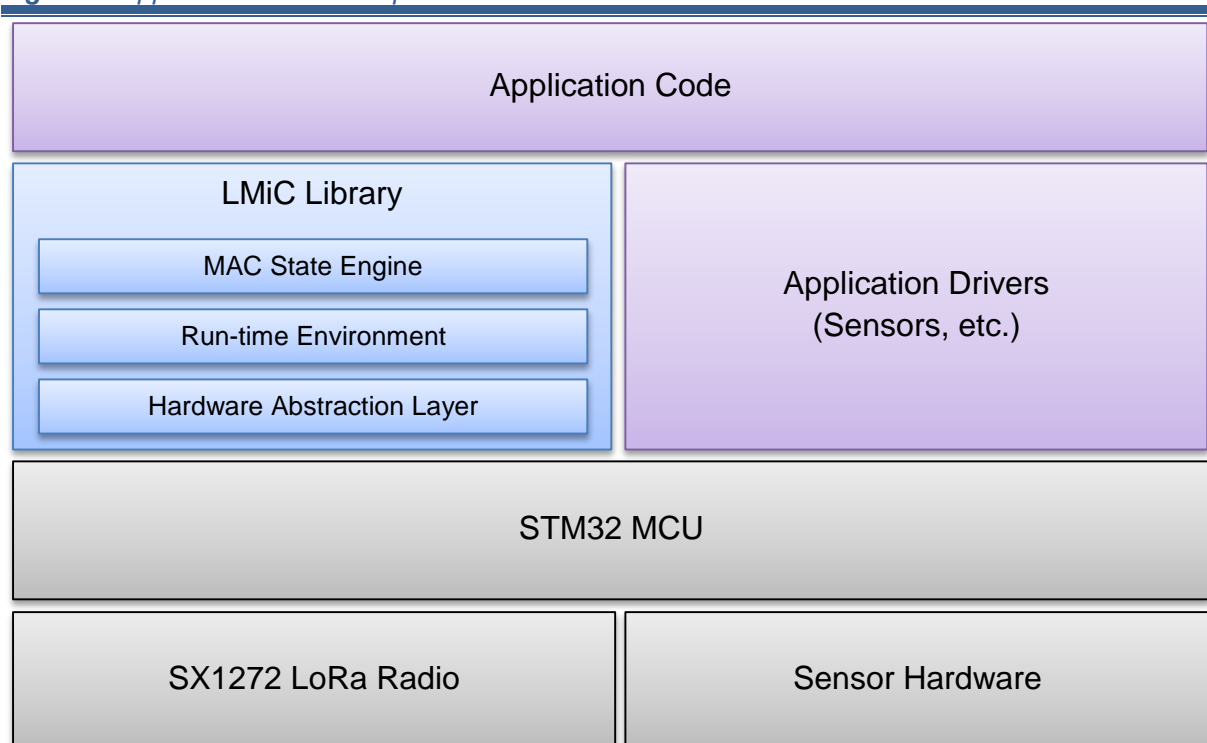 Application Code
LMiC Library
MAC State Engine
Run-time Environment
Hardware Abstraction Layer
Application Drivers
(Sensors, etc.)
STM32 MCU
SX1272 LoRa Radio
Sensor Hardware